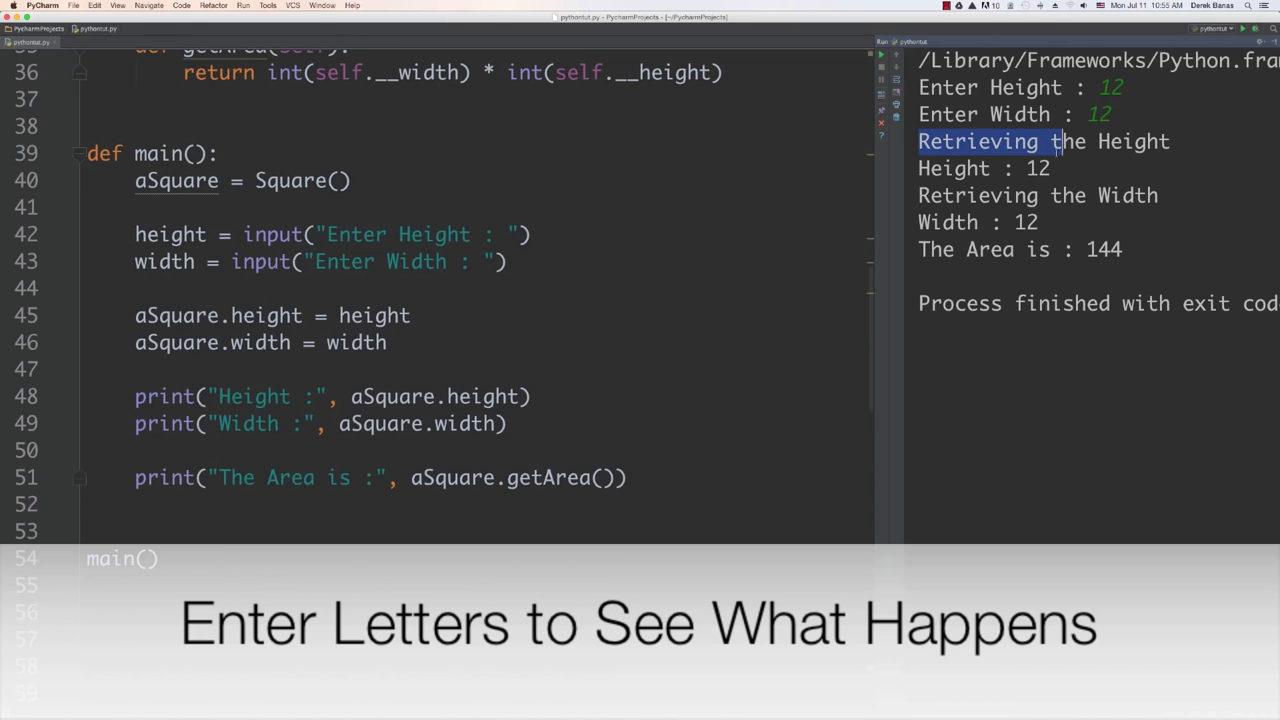 PyCharm File Edit View Navigate Code Refactor Run Tools VCS Window Help
10 Mon Jul 11 10:55 AM Derek Banas
pythontut.py - PycharmProjects - [~/PycharmProjects]
PycharmProjects pythontut.py
pythontut
pythontut.py
Run pythontut
def getArea(self):
36 return int(self.__width) * int(self.__height)
37
38
39 def main():
40 aSquare = Square()
41
42 height = input("Enter Height : ")
43 width = input("Enter Width : ")
44
45 aSquare.height = height
46 aSquare.width = width
47
48 print("Height :", aSquare.height)
49 print("Width :", aSquare.width)
50
51 print("The Area is :", aSquare.getArea())
52
53
54 main()
55
56
57
58
59
/Library/Frameworks/Python.fra
Enter Height : 12
Enter Width : 12
Retrieving the Height
Height : 12
Retrieving the Width
Width : 12
The Area is : 144
Process finished with exit cod
Enter Letters to See What Happens